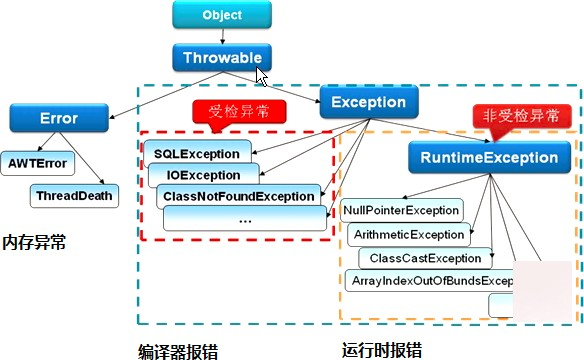 Object
Throwable
受检异常
Error
Exception
非受检异常
SQLException
AWTError
RuntimeException
IOException
ThreadDeath
ClassNotFoundException
...
NullPointerException
内存异常
ArithmeticException
ClassCastException
ArrayIndexOutOfBundsExcep
编译器报错
运行时报错